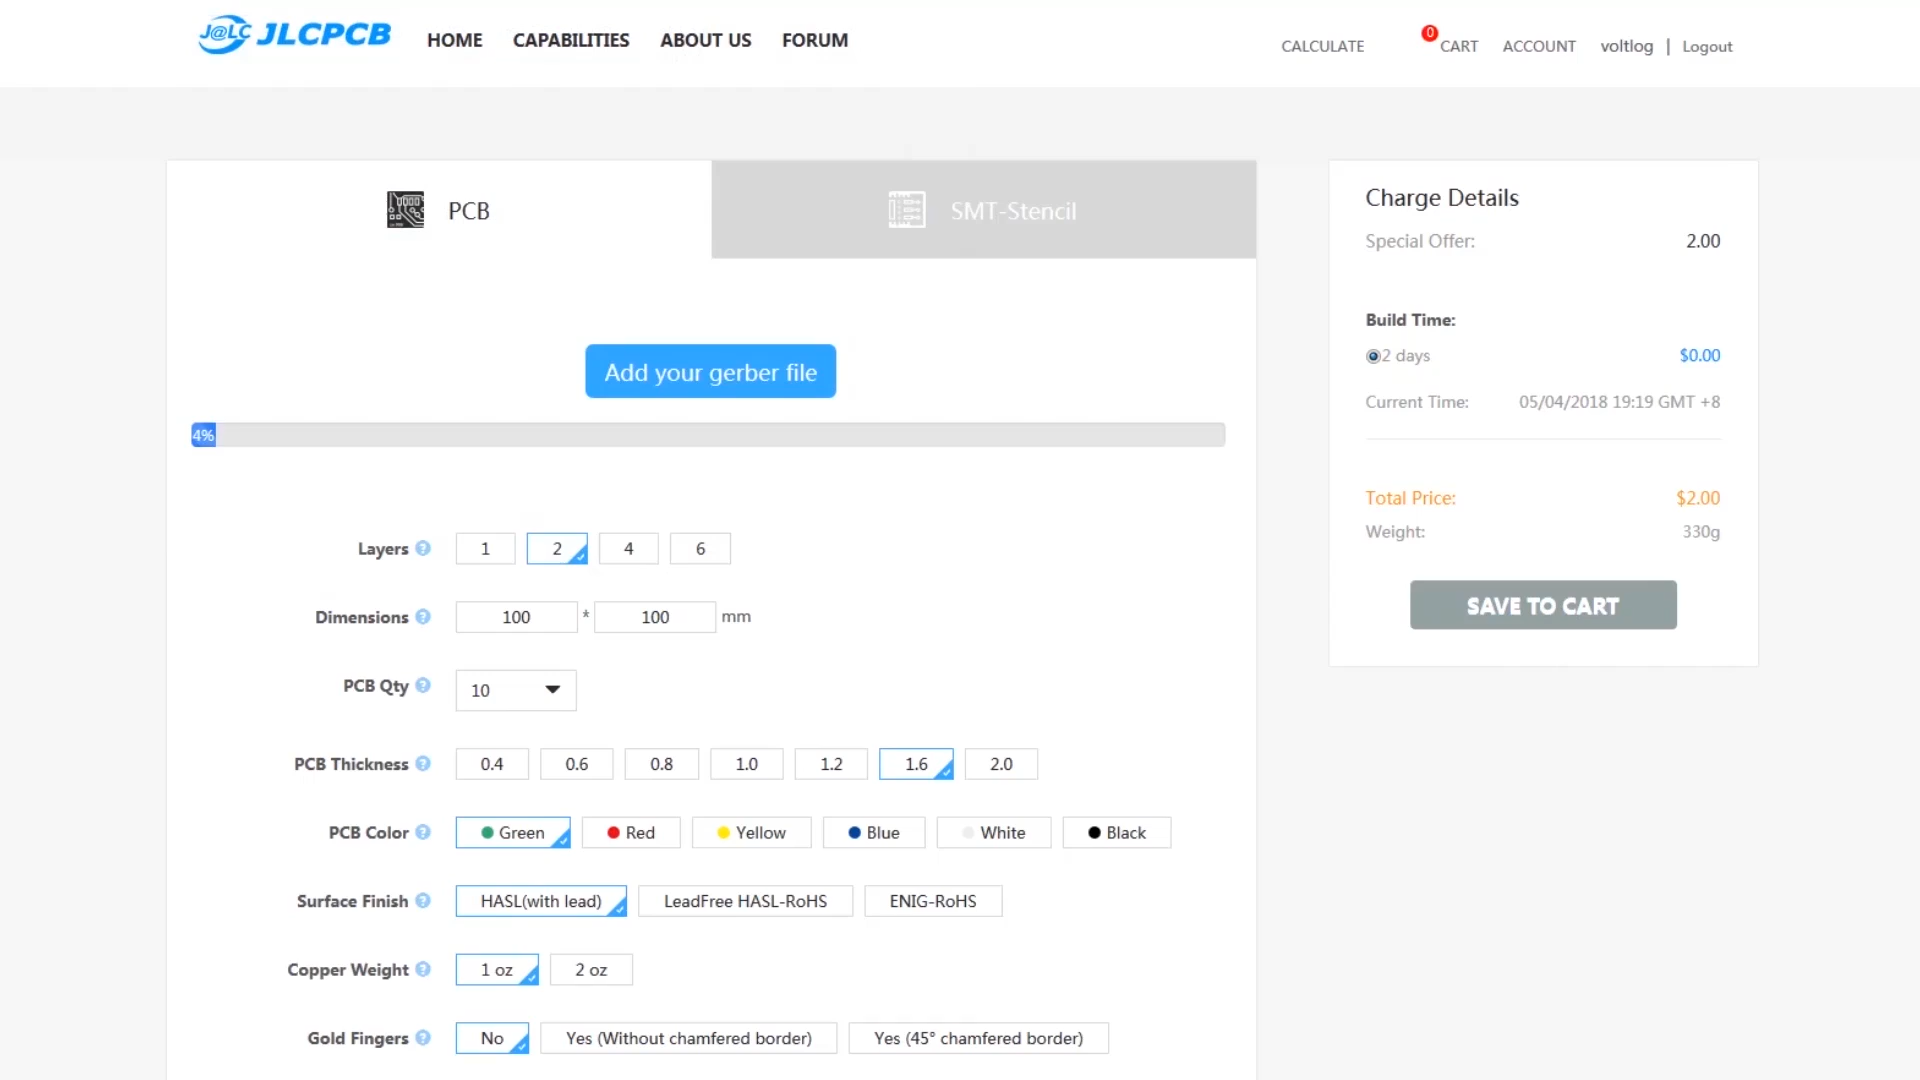 J@LC JLCPCB HOME CAPABILITIES ABOUT US FORUM
CALCULATE 0 CART ACCOUNT voltlog | Logout
PCB
SMT-Stencil
Add your gerber file
4%
Layers ? 1 2 4 6
Dimensions ? 100 * 100 mm
PCB Qty ? 10
PCB Thickness ? 0.4 0.6 0.8 1.0 1.2 1.6 2.0
PCB Color ? Green Red Yellow Blue White Black
Surface Finish ? HASL(with lead) LeadFree HASL-RoHS ENIG-RoHS
Copper Weight ? 1 oz 2 oz
Gold Fingers ? No Yes (Without chamfered border) Yes (45° chamfered border)
Charge Details
Special Offer: 2.00
Build Time:
2 days $0.00
Current Time: 05/04/2018 19:19 GMT +8
Total Price: $2.00
Weight: 330g
SAVE TO CART